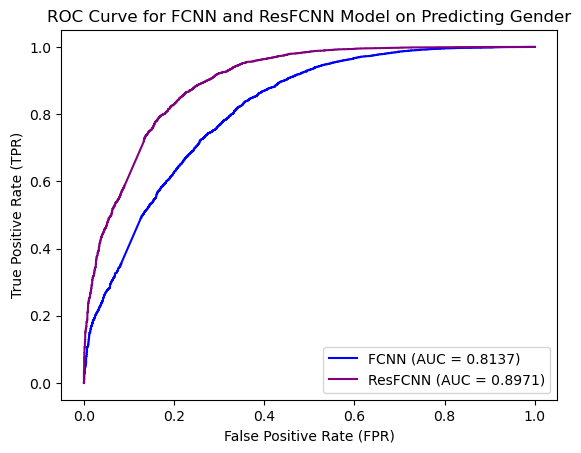 ROC Curve for FCNN and ResFCNN Model on Predicting Gender
True Positive Rate (TPR)
1.0
0.8
0.6
0.4
0.2
0.0
FCNN (AUC = 0.8137)
ResFCNN (AUC = 0.8971)
0.0 0.2 0.4 0.6 0.8 1.0
False Positive Rate (FPR)